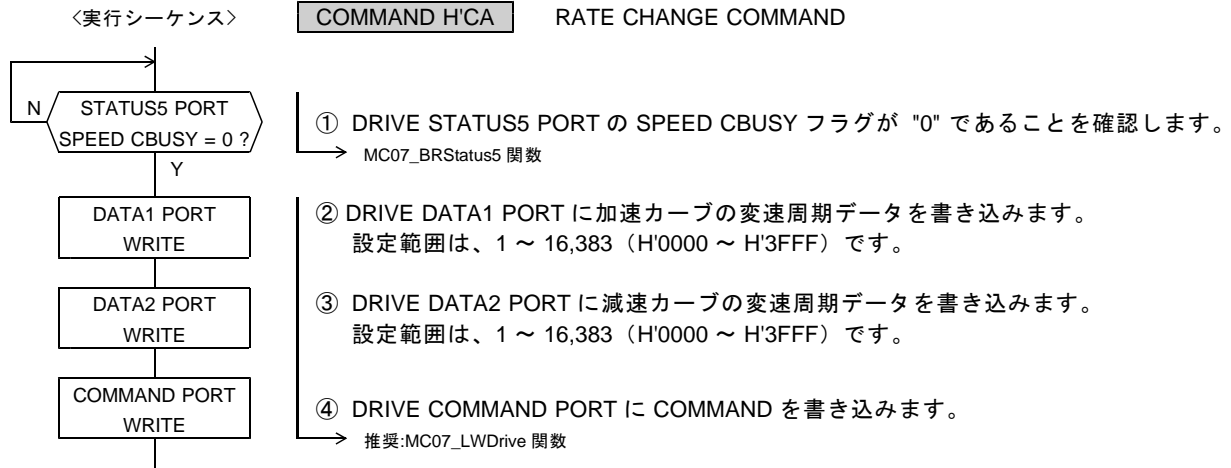 〈実行シーケンス〉 COMMAND H'CA RATE CHANGE COMMAND
N
STATUS5 PORT
SPEED CBUSY = 0 ?
Y
① DRIVE STATUS5 PORT の SPEED CBUSY フラグが "0" であることを確認します。
MC07_BRStatus5 関数
DATA1 PORT
WRITE
② DRIVE DATA1 PORT に加速カーブの変速周期データを書き込みます。
設定範囲は、1 ～ 16,383（H'0000 ～ H'3FFF）です。
DATA2 PORT
WRITE
③ DRIVE DATA2 PORT に減速カーブの変速周期データを書き込みます。
設定範囲は、1 ～ 16,383（H'0000 ～ H'3FFF）です。
COMMAND PORT
WRITE
④ DRIVE COMMAND PORT に COMMAND を書き込みます。
推奨:MC07_LWDrive 関数